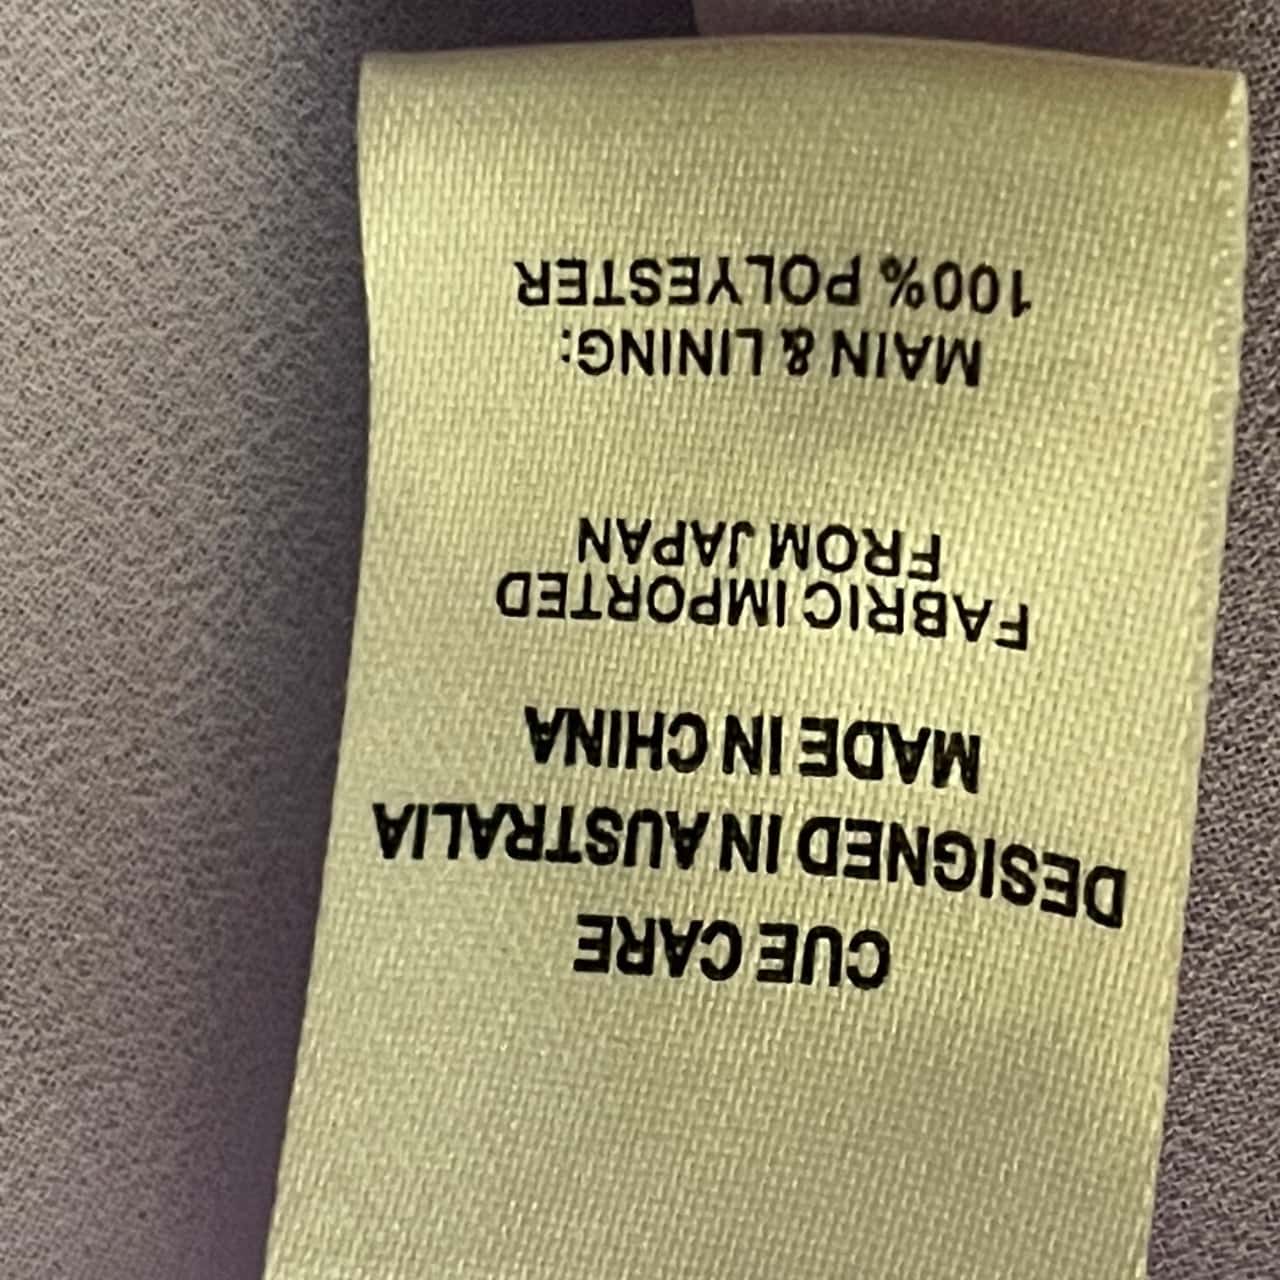 CUE CARE
DESIGNED IN AUSTRALIA
MADE IN CHINA
FABRIC IMPORTED
FROM JAPAN
MAIN & LINING:
100% POLYESTER